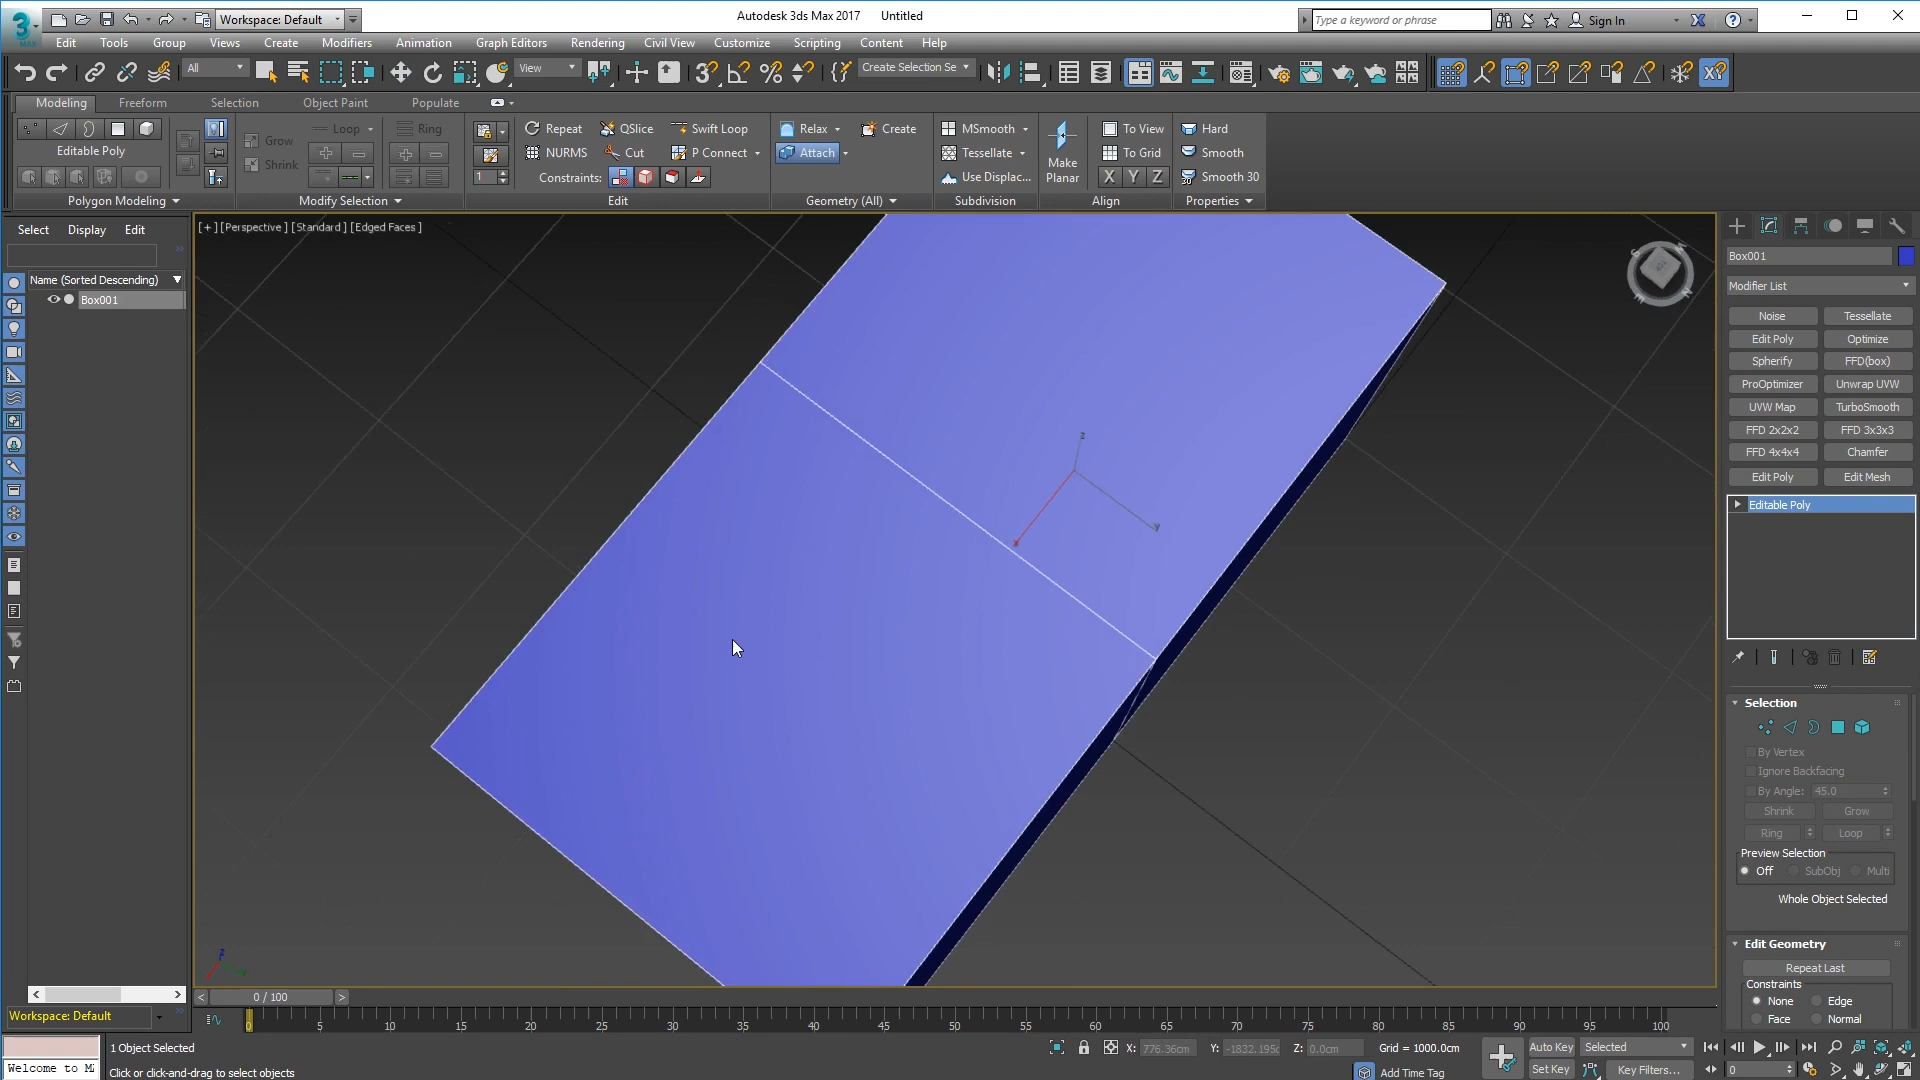 Workspace: Default
Autodesk 3ds Max 2017 Untitled
Type a keyword or phrase
Sign In
MAX
Edit Tools Group Views Create Modifiers Animation Graph Editors Rendering Civil View Customize Scripting Content Help
All View Create Selection Se XY
Modeling Freeform Selection Object Paint Populate
Loop Ring Repeat QSlice Swift Loop Relax Create MSmooth To View Hard
Grow NURMS Cut P Connect Attach Tessellate Make Planar To Grid Smooth
Editable Poly
Shrink 1 Constraints: Use Displac... X Y Z Smooth 30
Polygon Modeling Modify Selection Edit Geometry (All) Subdivision Align Properties
Select Display Edit
[+] [Perspective ] [Standard ] [Edged Faces ]
Name (Sorted Descending)
Box001
z
x
y
Box001
Modifier List
Noise Tessellate
Edit Poly Optimize
Spherify FFD(box)
ProOptimizer Unwrap UVW
UVW Map TurboSmooth
FFD 2x2x2 FFD 3x3x3
FFD 4x4x4 Chamfer
Edit Poly Edit Mesh
Editable Poly
Selection
By Vertex
Ignore Backfacing
By Angle: 45.0
Shrink Grow
Ring Loop
Preview Selection
Off SubObj Multi
Whole Object Selected
Edit Geometry
Repeat Last
Constraints
None Edge
Face Normal
< 0 / 100 >
Workspace: Default
0 5 10 15 20 25 30 35 40 45 50 55 60 65 70 75 80 85 90 95 100
1 Object Selected X: 776.36cm Y: -1832.195c Z: 0.0cm Grid = 1000.0cm Auto Key Selected
Welcome to MA Click or click-and-drag to select objects Add Time Tag Set Key Key Filters... 0